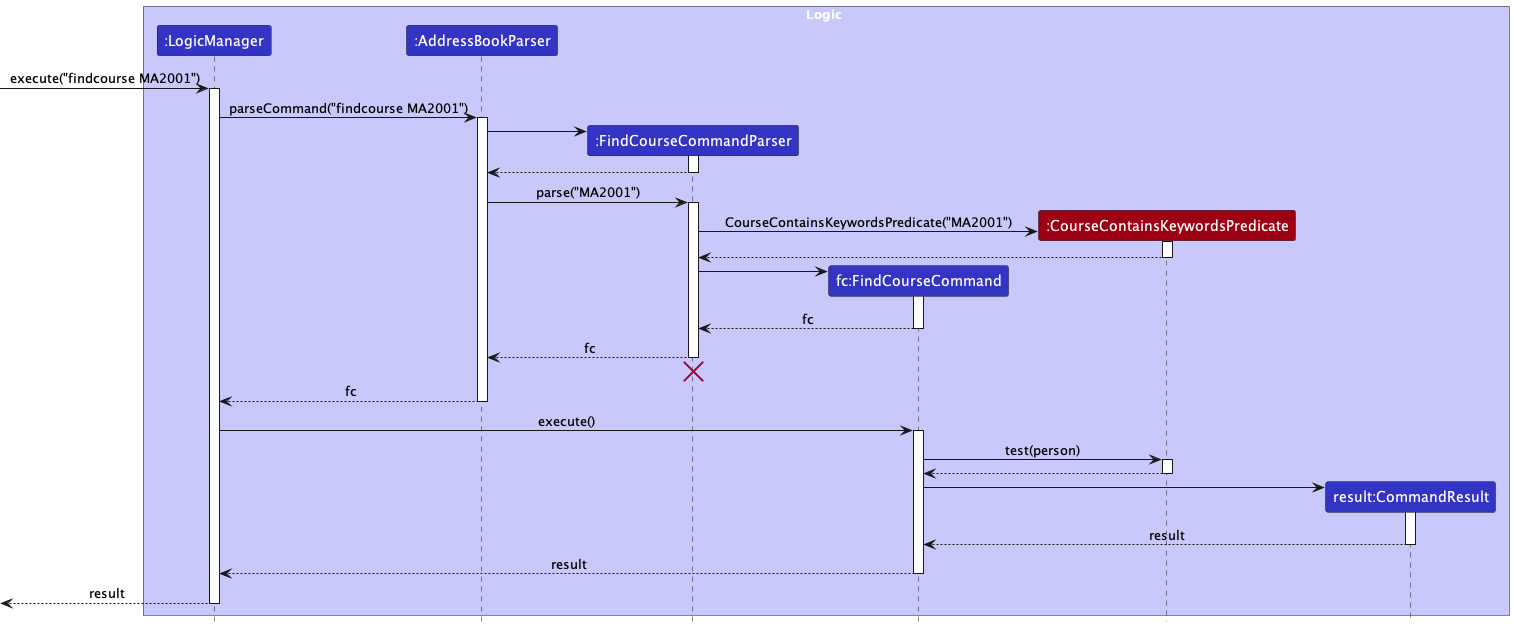 Logic
:LogicManager
:AddressBookParser
execute("findcourse MA2001")
parseCommand("findcourse MA2001")
:FindCourseCommandParser
parse("MA2001")
CourseContainsKeywordsPredicate("MA2001")
:CourseContainsKeywordsPredicate
fc:FindCourseCommand
fc
fc
fc
execute()
test(person)
result:CommandResult
result
result
result